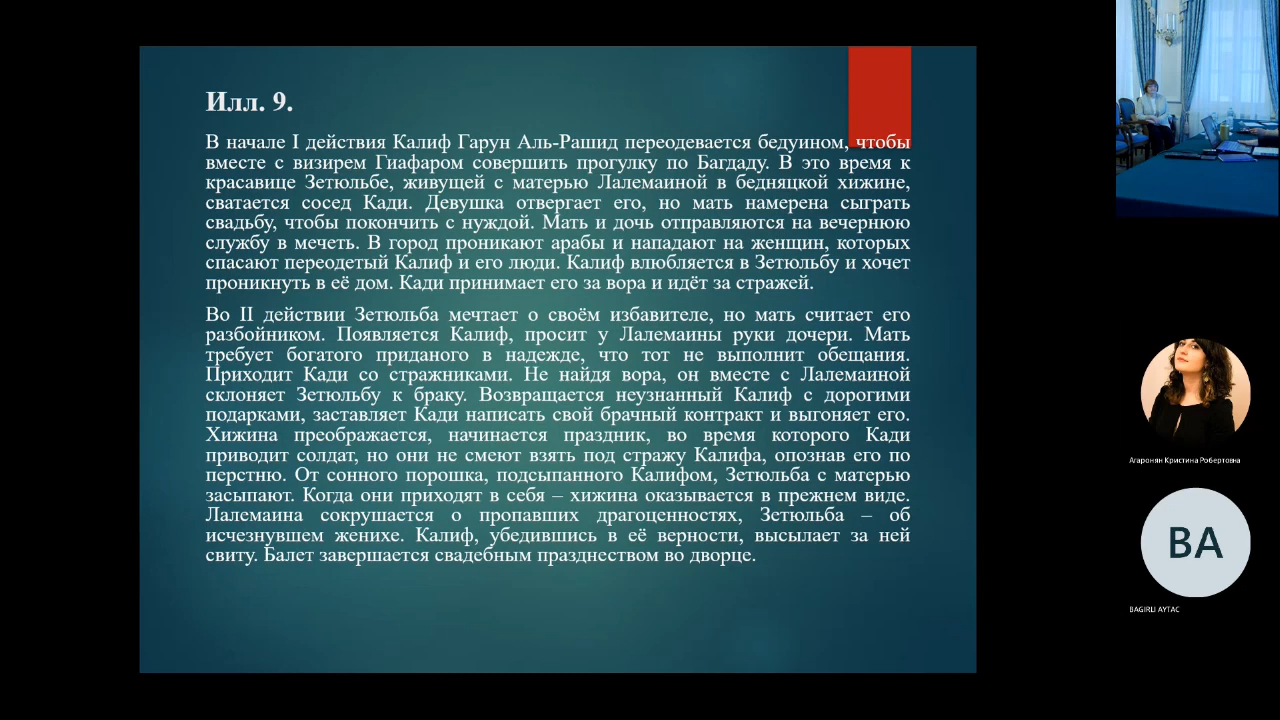 Илл. 9.
В начале I действия Калиф Гарун Аль-Рашид переодевается бедуином, чтобы
вместе с визирем Гиафаром совершить прогулку по Багдаду. В это время к
красавице Зетюльбе, живущей с матерью Лалемаиной в бедняцкой хижине,
сватается сосед Кади. Девушка отвергает его, но мать намерена сыграть
свадьбу, чтобы покончить с нуждой. Мать и дочь отправляются на вечернюю
службу в мечеть. В город проникают арабы и нападают на женщин, которых
спасают переодетый Калиф и его люди. Калиф влюбляется в Зетюльбу и хочет
проникнуть в её дом. Кади принимает его за вора и идёт за стражей.
Во II действии Зетюльба мечтает о своём избавителе, но мать считает его
разбойником. Появляется Калиф, просит у Лалемаины руки дочери. Мать
требует богатого приданого в надежде, что тот не выполнит обещания.
Приходит Кади со стражниками. Не найдя вора, он вместе с Лалемаиной
склоняет Зетюльбу к браку. Возвращается неузнанный Калиф с дорогими
подарками, заставляет Кади написать свой брачный контракт и выгоняет его.
Хижина преображается, начинается праздник, во время которого Кади
приводит солдат, но они не смеют взять под стражу Калифа, опознав его по
перстню. От сонного порошка, подсыпанного Калифом, Зетюльба с матерью
засыпают. Когда они приходят в себя – хижина оказывается в прежнем виде.
Лалемаина сокрушается о пропавших драгоценностях, Зетюльба – об
исчезнувшем женихе. Калиф, убедившись в её верности, высылает за ней
свиту. Балет завершается свадебным празднеством во дворце.
Агаронян Кристина Робертовна
BA
BAGIRLI AYTAC